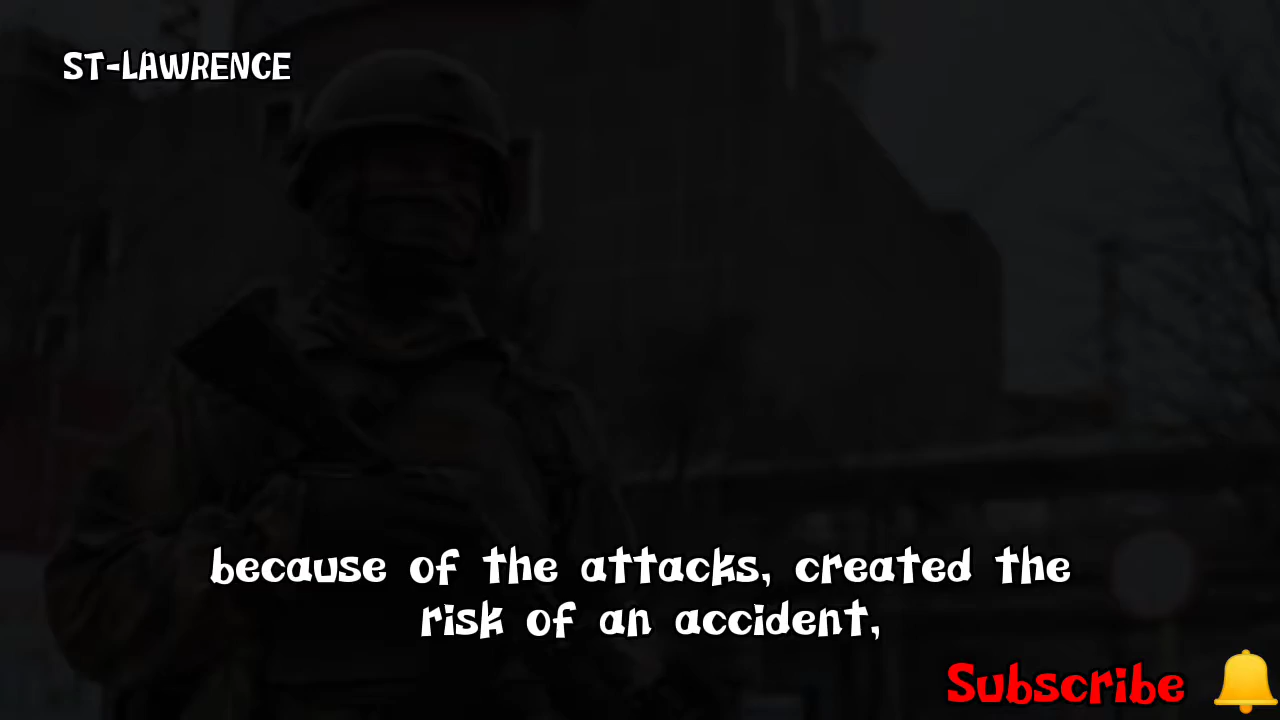 ST-LAWRENCE
because of the attacks, created the
risk of an accident,
Subscribe